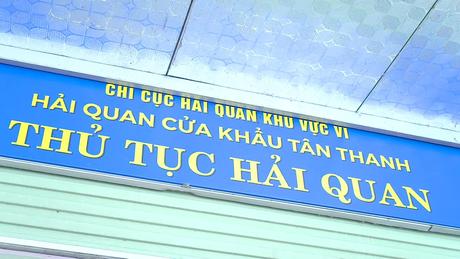 CHI CỤC HẢI QUAN KHU VỰC VI
HẢI QUAN CỬA KHẨU TÂN THANH
THỦ TỤC HẢI QUAN